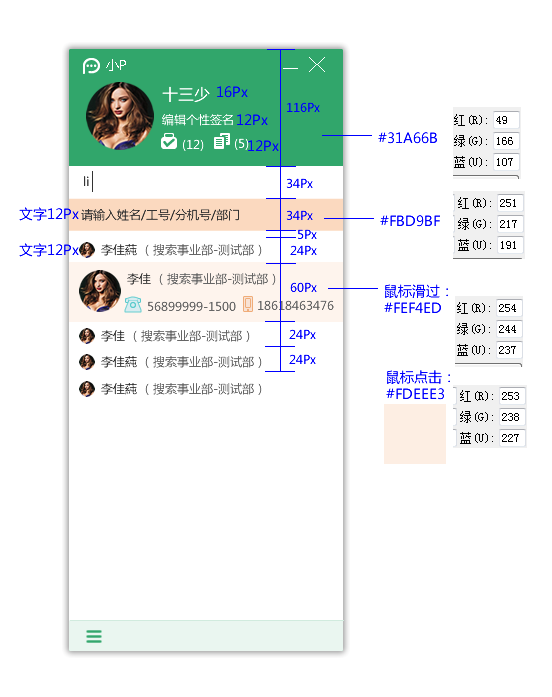 小P
十三少 16Px
编辑个性签名 12Px
(12) (5) 12Px
116Px
#31A66B
红(R): 49
绿(G): 166
蓝(U): 107
li
34Px
文字12Px
请输入姓名/工号/分机号/部门
34Px
#FBD9BF
红(R): 251
绿(G): 217
蓝(U): 191
5Px
文字12Px
李佳莼（搜索事业部-测试部）
24Px
李佳（搜索事业部-测试部）
56899999-1500 18618463476
60Px
鼠标滑过：
#FEF4ED
红(R): 254
绿(G): 244
蓝(U): 237
李佳（搜索事业部-测试部）
24Px
李佳莼（搜索事业部-测试部）
24Px
李佳莼（搜索事业部-测试部）
鼠标点击：
#FDEEE3
红(R): 253
绿(G): 238
蓝(U): 227